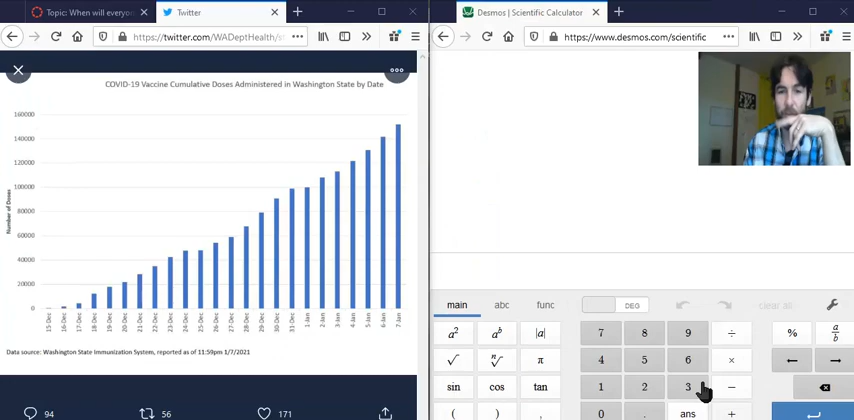 Topic: When will everyon
Twitter
Desmos | Scientific Calculator
https://twitter.com/WADeptHealth/st
https://www.desmos.com/scientific
COVID-19 Vaccine Cumulative Doses Administered in Washington State by Date
160000
140000
120000
100000
80000
60000
40000
20000
0
Number of Doses
15-Dec 16-Dec 17-Dec 18-Dec 19-Dec 20-Dec 21-Dec 22-Dec 23-Dec 24-Dec 25-Dec 26-Dec 27-Dec 28-Dec 29-Dec 30-Dec 31-Dec 1-Jan 2-Jan 3-Jan 4-Jan 5-Jan 6-Jan 7-Jan
Data source: Washington State Immunization System, reported as of 11:59pm 1/7/2021
94 56 171
main abc func DEG clear all
a² aᵇ |a| 7 8 9 ÷ % a/b
√ ⁿ√ π 4 5 6 × ← →
sin cos tan 1 2 3 −
( ) , 0 . ans +